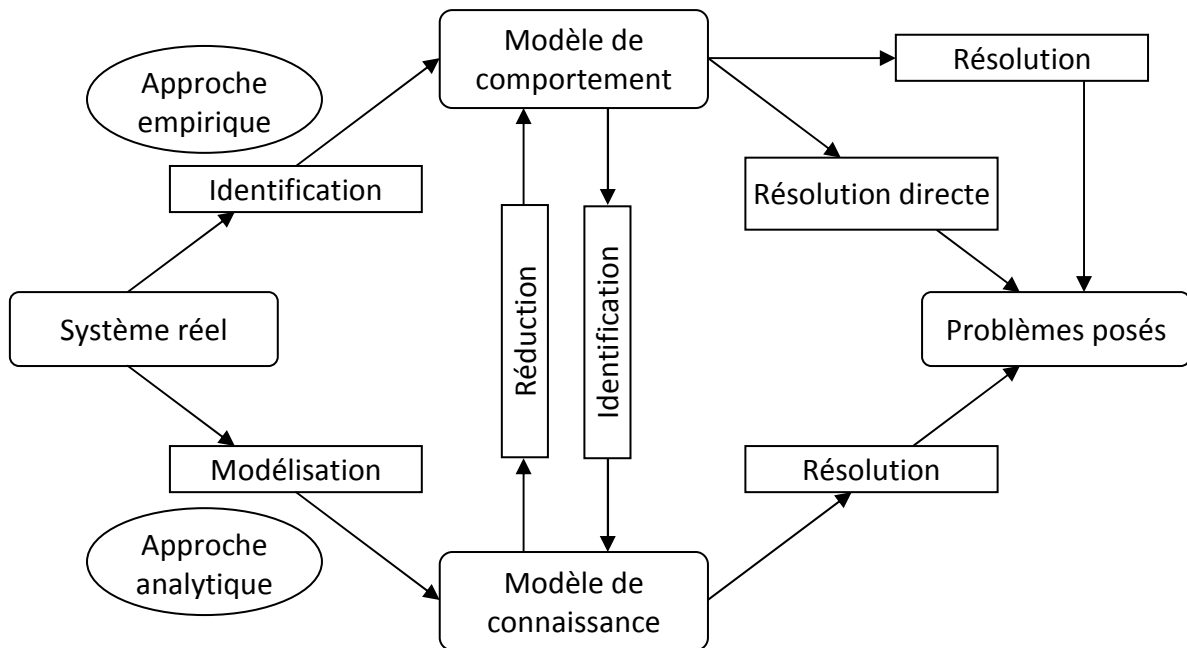 Modèle de
comportement
Résolution
Approche
empirique
Identification
Résolution directe
Réduction
Identification
Système réel
Problèmes posés
Modélisation
Résolution
Approche
analytique
Modèle de
connaissance